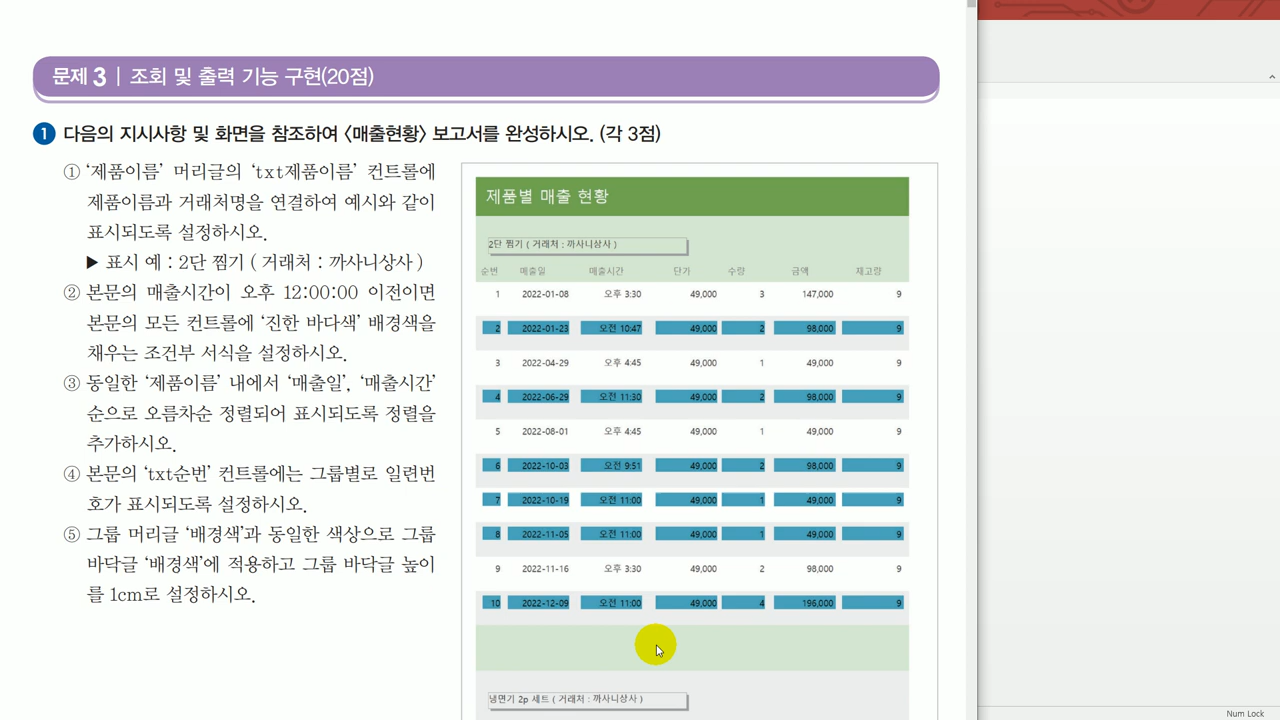 문제 3 | 조회 및 출력 기능 구현(20점)
1 다음의 지시사항 및 화면을 참조하여 〈매출현황〉 보고서를 완성하시오. (각 3점)
① ‘제품이름’ 머리글의 ‘txt제품이름’ 컨트롤에
제품이름과 거래처명을 연결하여 예시와 같이
표시되도록 설정하시오.
▶ 표시 예 : 2단 찜기 ( 거래처 : 까사니상사 )
② 본문의 매출시간이 오후 12:00:00 이전이면
본문의 모든 컨트롤에 ‘진한 바다색’ 배경색을
채우는 조건부 서식을 설정하시오.
③ 동일한 ‘제품이름’ 내에서 ‘매출일’, ‘매출시간’
순으로 오름차순 정렬되어 표시되도록 정렬을
추가하시오.
④ 본문의 ‘txt순번’ 컨트롤에는 그룹별로 일련번
호가 표시되도록 설정하시오.
⑤ 그룹 머리글 ‘배경색’과 동일한 색상으로 그룹
바닥글 ‘배경색’에 적용하고 그룹 바닥글 높이
를 1cm로 설정하시오.
제품별 매출 현황
2단 찜기 ( 거래처 : 까사니상사 )
순번 매출일 매출시간 단가 수량 금액 재고량
1 2022-01-08 오후 3:30 49,000 3 147,000 9
2 2022-01-23 오전 10:47 49,000 2 98,000 9
3 2022-04-29 오후 4:45 49,000 1 49,000 9
4 2022-06-29 오전 11:30 49,000 2 98,000 9
5 2022-08-01 오후 4:45 49,000 1 49,000 9
6 2022-10-03 오전 9:51 49,000 2 98,000 9
7 2022-10-19 오전 11:00 49,000 1 49,000 9
8 2022-11-05 오전 11:00 49,000 1 49,000 9
9 2022-11-16 오후 3:30 49,000 2 98,000 9
10 2022-12-09 오전 11:00 49,000 4 196,000 9
냉면기 2p 세트 ( 거래처 : 까사니상사 )
Num Lock